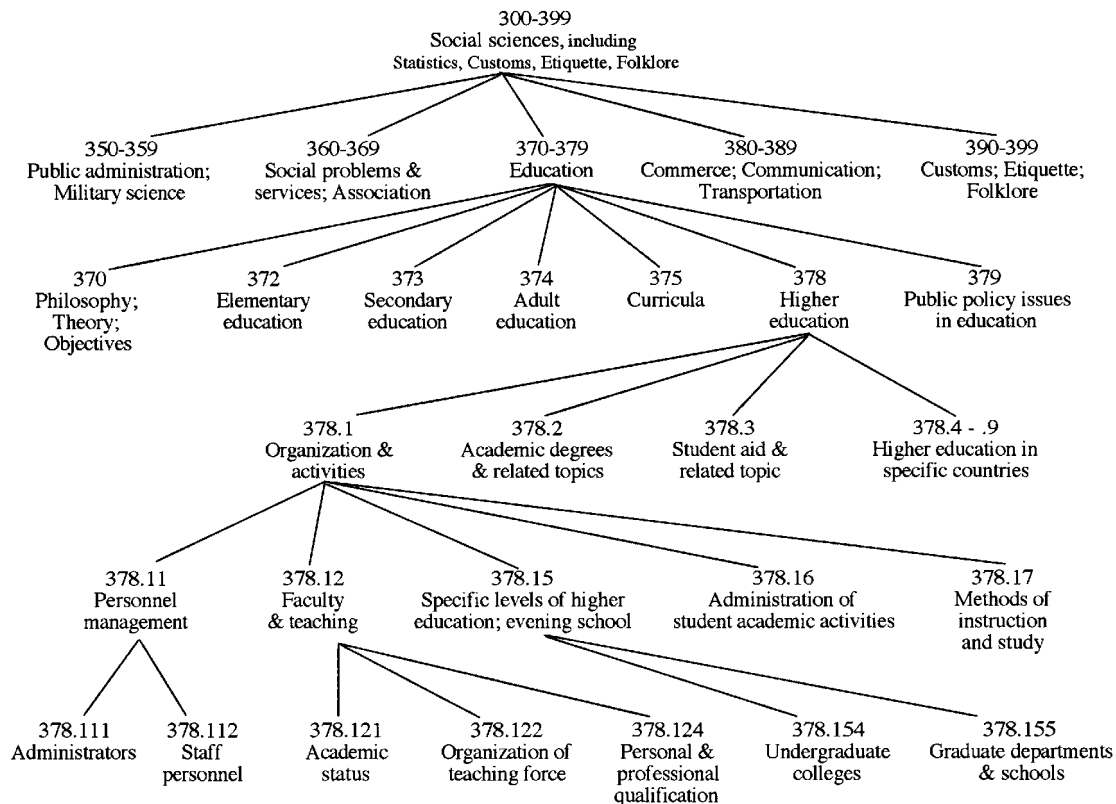 300-399
Social sciences, including
Statistics, Customs, Etiquette, Folklore
350-359
Public administration;
Military science
360-369
Social problems &
services; Association
370-379
Education
380-389
Commerce; Communication;
Transportation
390-399
Customs; Etiquette;
Folklore
370
Philosophy;
Theory;
Objectives
372
Elementary
education
373
Secondary
education
374
Adult
education
375
Curricula
378
Higher
education
379
Public policy issues
in education
378.1
Organization &
activities
378.2
Academic degrees
& related topics
378.3
Student aid &
related topic
378.4 - .9
Higher education in
specific countries
378.11
Personnel
management
378.12
Faculty
& teaching
378.15
Specific levels of higher
education; evening school
378.16
Administration of
student academic activities
378.17
Methods of
instruction
and study
378.111
Administrators
378.112
Staff
personnel
378.121
Academic
status
378.122
Organization of
teaching force
378.124
Personal &
professional
qualification
378.154
Undergraduate
colleges
378.155
Graduate departments
& schools